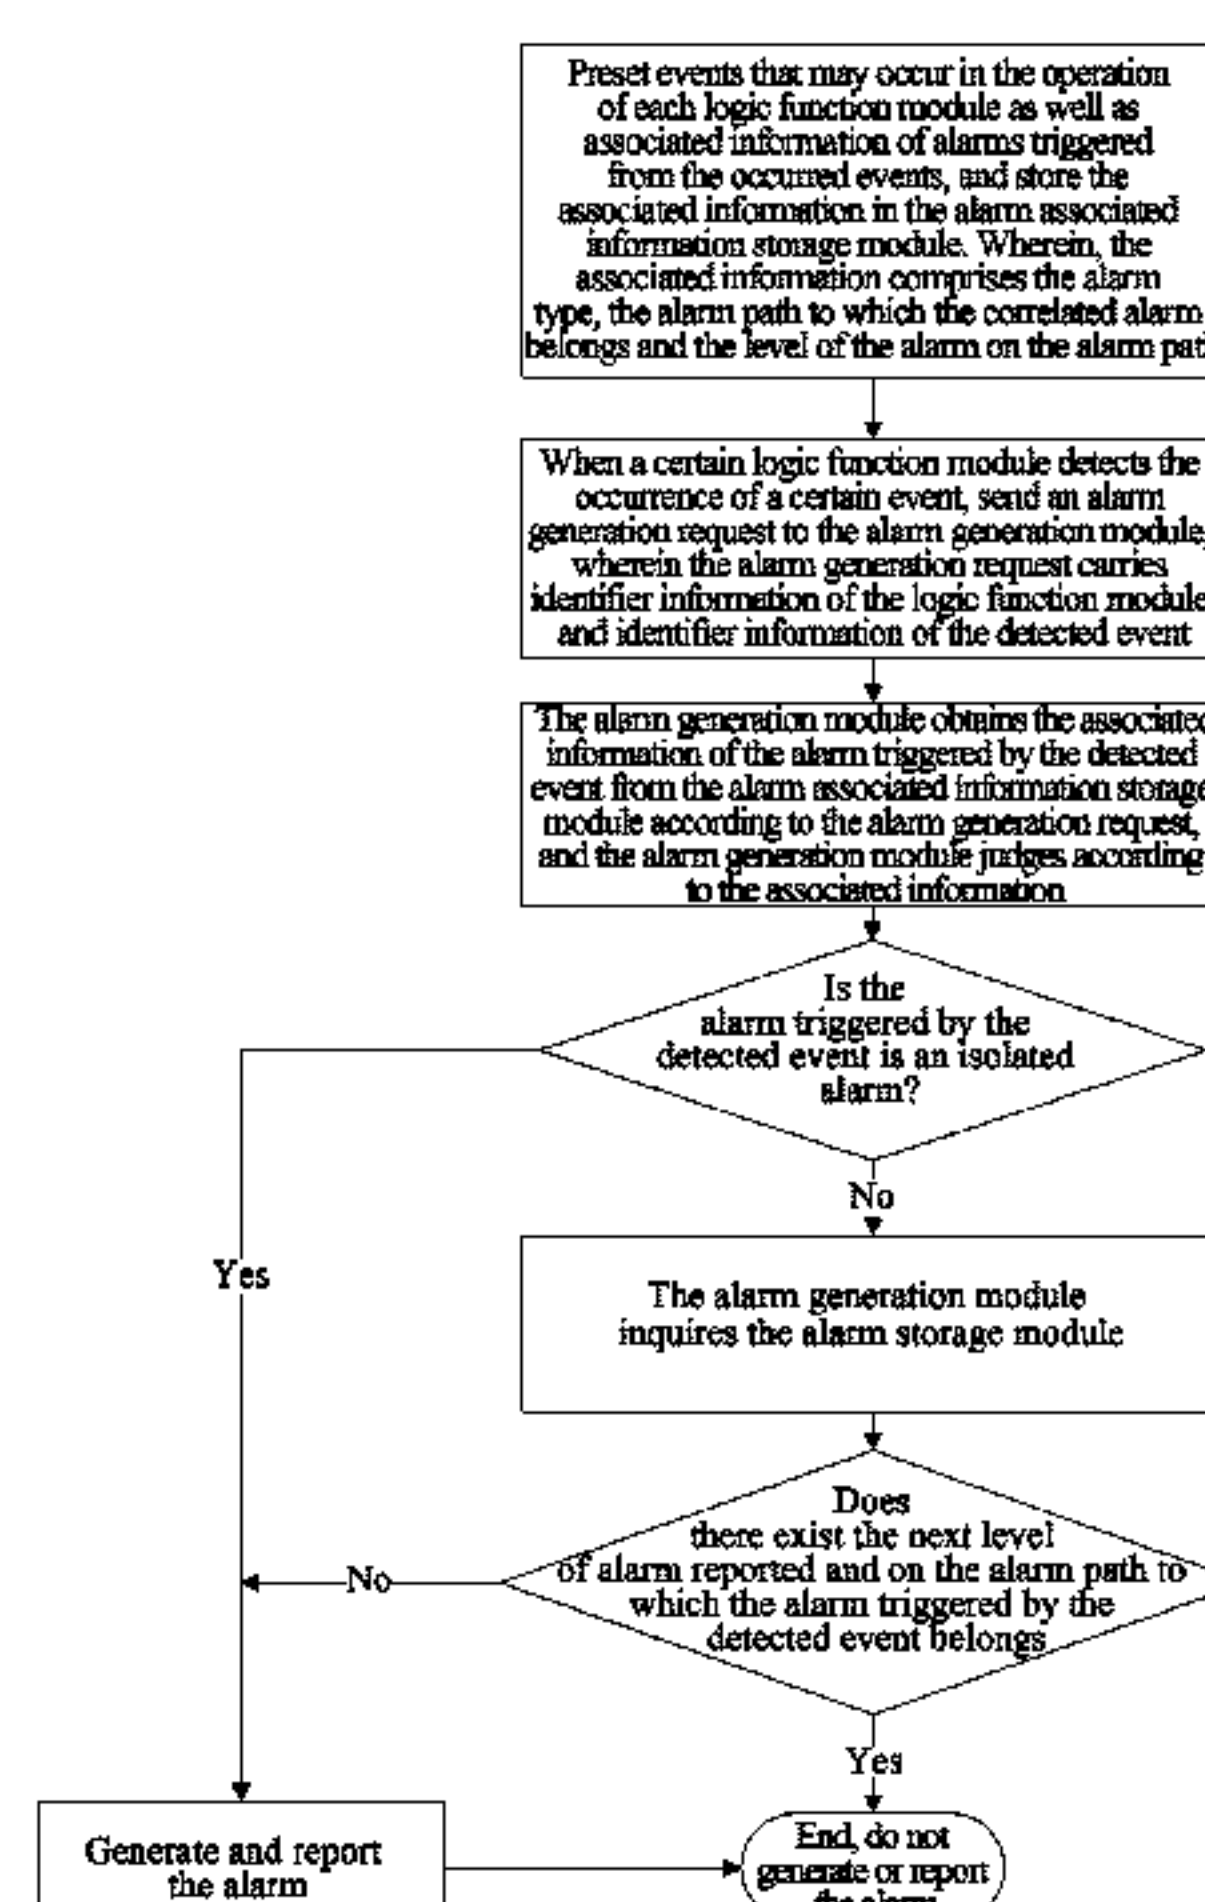 Preset events that may occur in the operation
of each logic function module as well as
associated information of alarms triggered
from the occurred events, and store the
associated information in the alarm associated
information storage module. Wherein, the
associated information comprises the alarm
type, the alarm path to which the correlated alarm
belongs and the level of the alarm on the alarm pat
When a certain logic function module detects the
occurrence of a certain event, send an alarm
generation request to the alarm generation module,
wherein the alarm generation request carries
identifier information of the logic function module
and identifier information of the detected event
The alarm generation module obtains the associated
information of the alarm triggered by the detected
event from the alarm associated information storage
module according to the alarm generation request,
and the alarm generation module judges according
to the associated information
Is the
alarm triggered by the
detected event is an isolated
alarm?
No
Yes
The alarm generation module
inquires the alarm storage module
Does
there exist the next level
of alarm reported and on the alarm path to
which the alarm triggered by the
detected event belongs
No
Yes
Generate and report
the alarm
End, do not
generate or report
the alarm